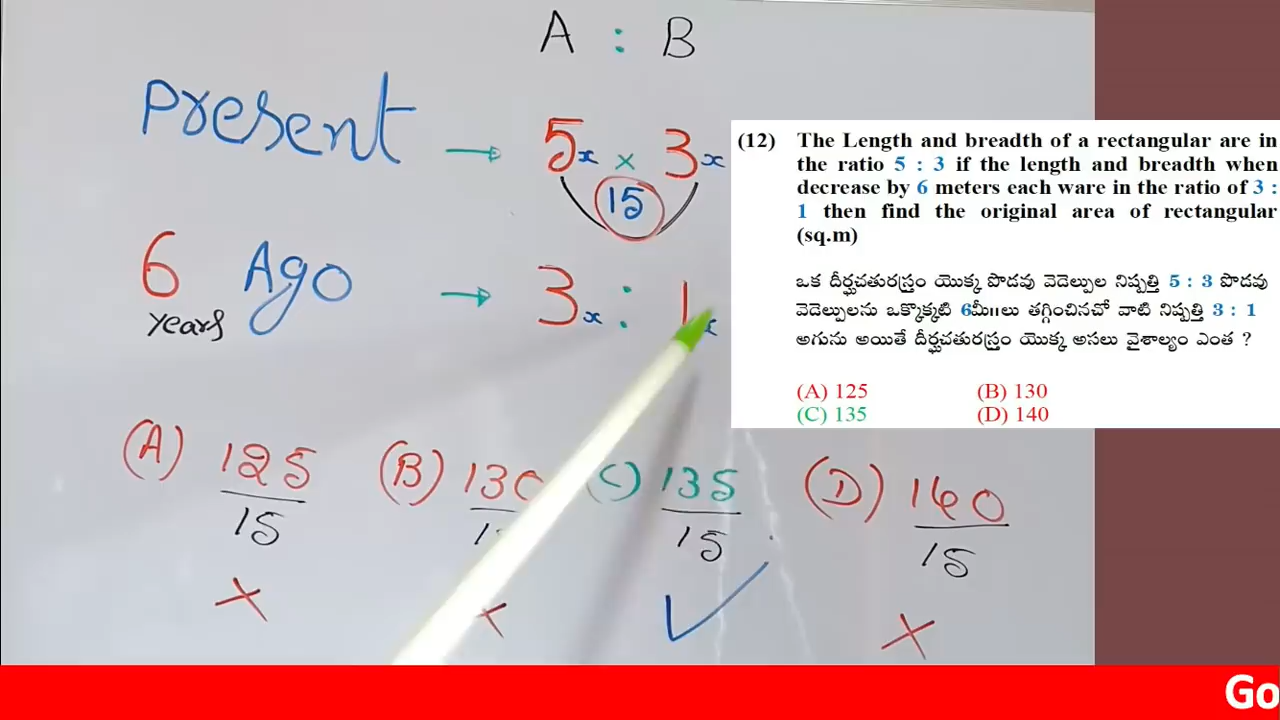 A : B
Present → 5x × 3x
15
6 Ago → 3x : 1x
years
(A) 125/15 (B) 130/15 (C) 135/15 (D) 140/15
(12) The Length and breadth of a rectangular are in
the ratio 5 : 3 if the length and breadth when
decrease by 6 meters each ware in the ratio of 3 :
1 then find the original area of rectangular
(sq.m)
ఒక దీర్ఘచతురస్త్రం యొక్క పొడవు వెడెల్పుల నిష్పత్తి 5 : 3 పొడవు
వెడెల్పులను ఒక్కొక్కటి 6మీ॥లు తగ్గించినచో వాటి నిష్పత్తి 3 : 1
అగును అయితే దీర్ఘచతురస్త్రం యొక్క అసలు వైశాల్యం ఎంత ?
(A) 125 (B) 130
(C) 135 (D) 140
Go